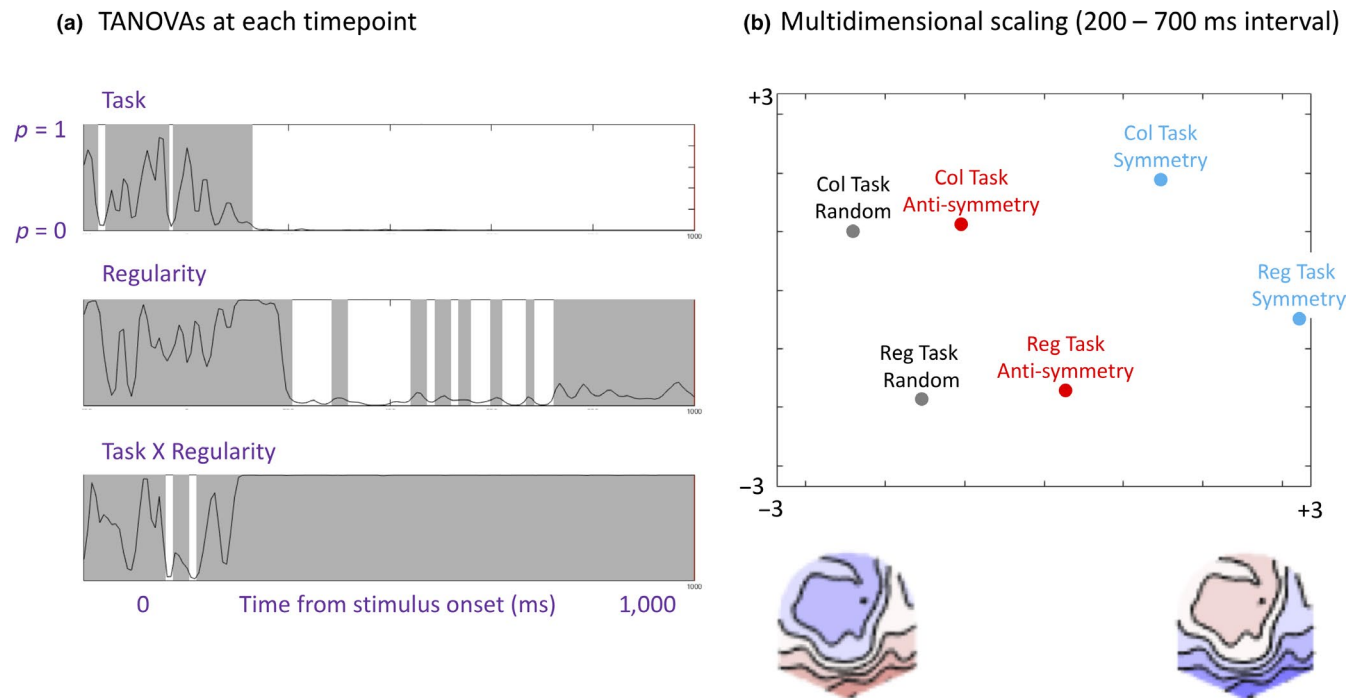 (a) TANOVAs at each timepoint
Task
p = 1
p = 0
1000
Regularity
1000
Task X Regularity
1000
0 Time from stimulus onset (ms) 1,000
(b) Multidimensional scaling (200 – 700 ms interval)
+3
Col Task
Symmetry
Col Task
Random
Col Task
Anti-symmetry
Reg Task
Symmetry
Reg Task
Random
Reg Task
Anti-symmetry
−3
−3
+3